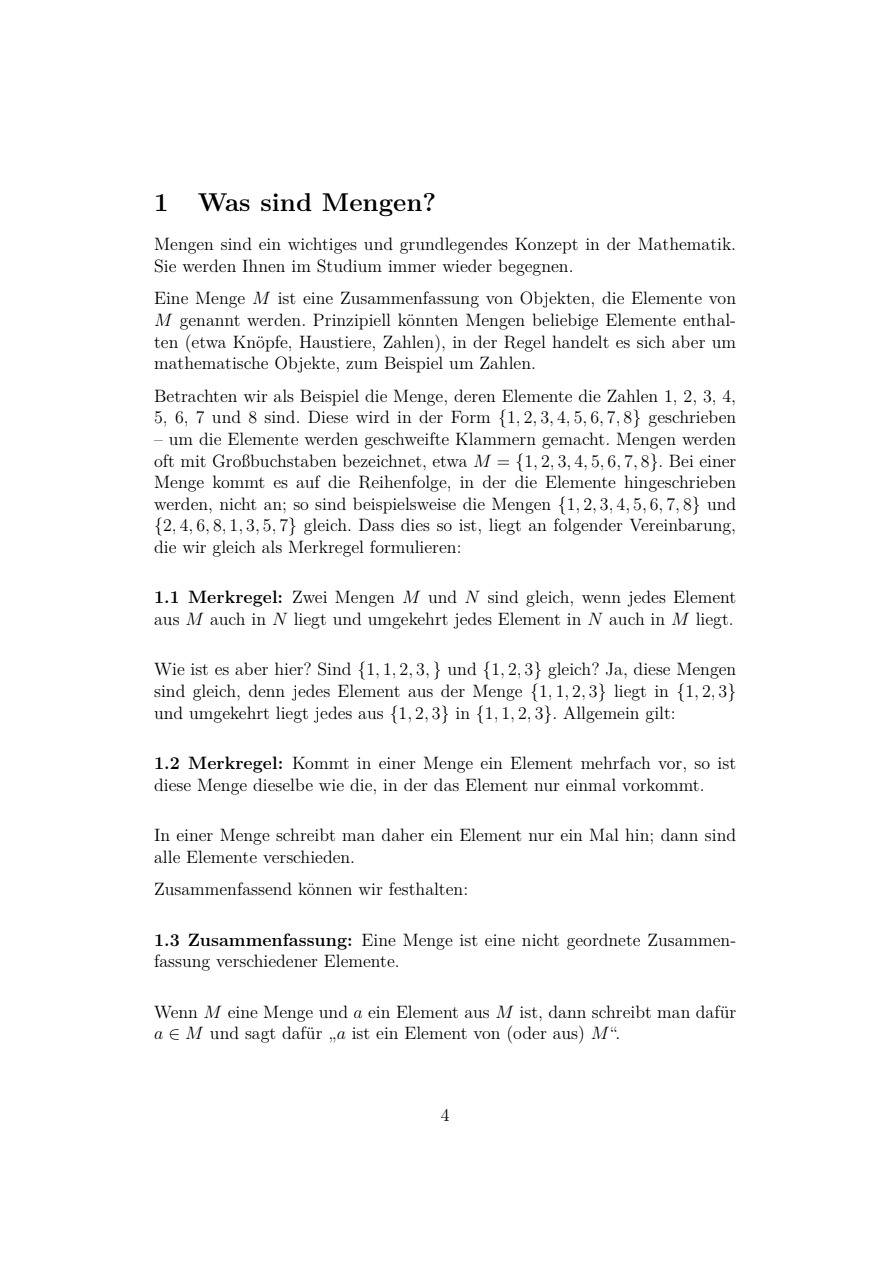 1 Was sind Mengen?
Mengen sind ein wichtiges und grundlegendes Konzept in der Mathematik.
Sie werden Ihnen im Studium immer wieder begegnen.
Eine Menge M ist eine Zusammenfassung von Objekten, die Elemente von
M genannt werden. Prinzipiell könnten Mengen beliebige Elemente enthal-
ten (etwa Knöpfe, Haustiere, Zahlen), in der Regel handelt es sich aber um
mathematische Objekte, zum Beispiel um Zahlen.
Betrachten wir als Beispiel die Menge, deren Elemente die Zahlen 1, 2, 3, 4,
5, 6, 7 und 8 sind. Diese wird in der Form {1, 2, 3, 4, 5, 6, 7, 8} geschrieben
– um die Elemente werden geschweifte Klammern gemacht. Mengen werden
oft mit Großbuchstaben bezeichnet, etwa M = {1, 2, 3, 4, 5, 6, 7, 8}. Bei einer
Menge kommt es auf die Reihenfolge, in der die Elemente hingeschrieben
werden, nicht an; so sind beispielsweise die Mengen {1, 2, 3, 4, 5, 6, 7, 8} und
{2, 4, 6, 8, 1, 3, 5, 7} gleich. Dass dies so ist, liegt an folgender Vereinbarung,
die wir gleich als Merkregel formulieren:
1.1 Merkregel: Zwei Mengen M und N sind gleich, wenn jedes Element
aus M auch in N liegt und umgekehrt jedes Element in N auch in M liegt.
Wie ist es aber hier? Sind {1, 1, 2, 3, } und {1, 2, 3} gleich? Ja, diese Mengen
sind gleich, denn jedes Element aus der Menge {1, 1, 2, 3} liegt in {1, 2, 3}
und umgekehrt liegt jedes aus {1, 2, 3} in {1, 1, 2, 3}. Allgemein gilt:
1.2 Merkregel: Kommt in einer Menge ein Element mehrfach vor, so ist
diese Menge dieselbe wie die, in der das Element nur einmal vorkommt.
In einer Menge schreibt man daher ein Element nur ein Mal hin; dann sind
alle Elemente verschieden.
Zusammenfassend können wir festhalten:
1.3 Zusammenfassung: Eine Menge ist eine nicht geordnete Zusammen-
fassung verschiedener Elemente.
Wenn M eine Menge und a ein Element aus M ist, dann schreibt man dafür
a ∈ M und sagt dafür „a ist ein Element von (oder aus) M“.
4